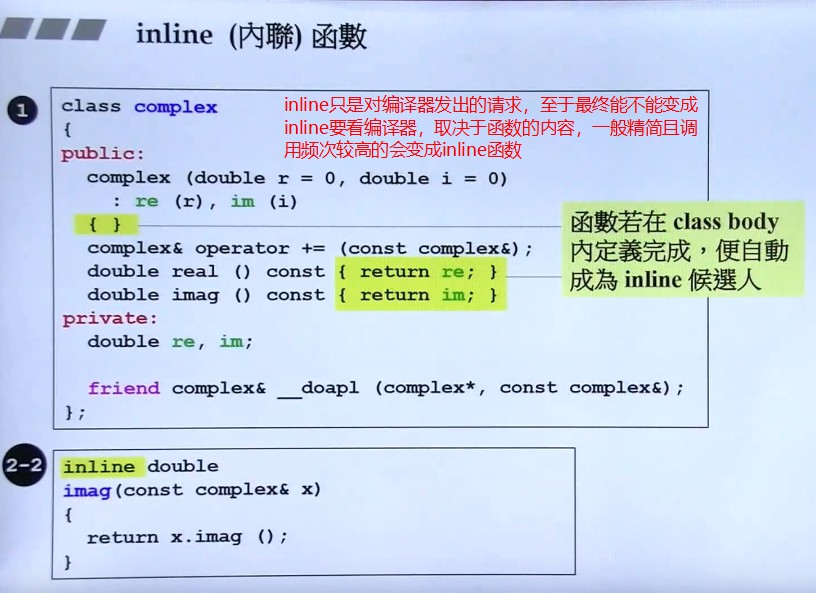 inline (內聯) 函數
1
class complex
{
public:
complex (double r = 0, double i = 0)
: re (r), im (i)
{ }
complex& operator += (const complex&);
double real () const { return re; }
double imag () const { return im; }
private:
double re, im;
friend complex& __doapl (complex*, const complex&);
};
inline只是对编译器发出的请求，至于最终能不能变成
inline要看编译器，取决于函数的内容，一般精简且调
用频次较高的会变成inline函数
函數若在 class body
內定義完成，便自動
成為 inline 候選人
2-2
inline double
imag(const complex& x)
{
return x.imag ();
}